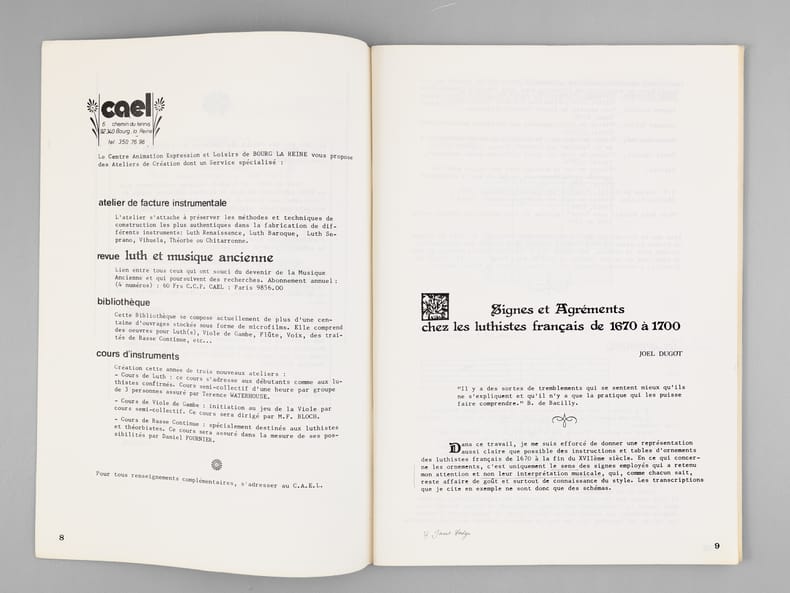 cael
6 chemin du tennis
92340 Bourg la Reine
tel 350 76 96
Le Centre Animation Expression et Loisirs de BOURG LA REINE vous propose
des Ateliers de Création dont un Service spécialisé :
atelier de facture instrumentale
L'atelier s'attache à préserver les méthodes et techniques de
construction les plus authentiques dans la fabrication de dif-
férents instruments: Luth Renaissance, Luth Baroque, Luth So-
prano, Vihuela, Théorbe ou Chitarronne.
revue luth et musique ancienne
Lien entre tous ceux qui ont souci du devenir de la Musique
Ancienne et qui poursuivent des recherches. Abonnement annuel :
(4 numéros) : 60 Frs C.C.P. CAEL : Paris 9856.00
bibliothèque
Cette Bibliothèque se compose actuellement de plus d'une cen-
taine d'ouvrages stockés sous forme de microfilms. Elle comprend
des oeuvres pour Luth(s), Viole de Gambe, Flûte, Voix, des trai-
tés de Basse Continue, etc...
cours d'instruments
Création cette année de trois nouveaux ateliers :
- Cours de Luth : ce cours s'adresse aux débutants comme aux lu-
thistes confirmés. Cours semi-collectif d'une heure par groupe
de 3 personnes assuré par Terence WATERHOUSE.
- Cours de Viole de Gambe : initiation au jeu de la Viole par
cours semi-collectif. Ce cours sera dirigé par M.F. BLOCH.
- Cours de Basse Continue : spécialement destinés aux luthistes
et théorbistes. Ce cours sera assuré dans la mesure de ses pos-
sibilités par Daniel FOURNIER.
Pour tous renseignements complémentaires, s'adresser au C.A.E.L.
8
Signes et Agréments
chez les luthistes français de 1670 à 1700
JOEL DUGOT
"Il y a des sortes de tremblements qui se sentent mieux qu'ils
ne s'expliquent et qu'il n'y a que la pratique qui les puisse
faire comprendre." B. de Bacilly.
Dans ce travail, je me suis efforcé de donner une représentation
aussi claire que possible des instructions et tables d'ornements
des luthistes français de 1670 à la fin du XVIIème siècle. En ce qui concer-
ne les ornements, c'est uniquement le sens des signes employés qui a retenu
mon attention et non leur interprétation musicale, qui, comme chacun sait,
reste affaire de goût et surtout de connaissance du style. Les transcriptions
que je cite en exemple ne sont donc que des schémas.
9